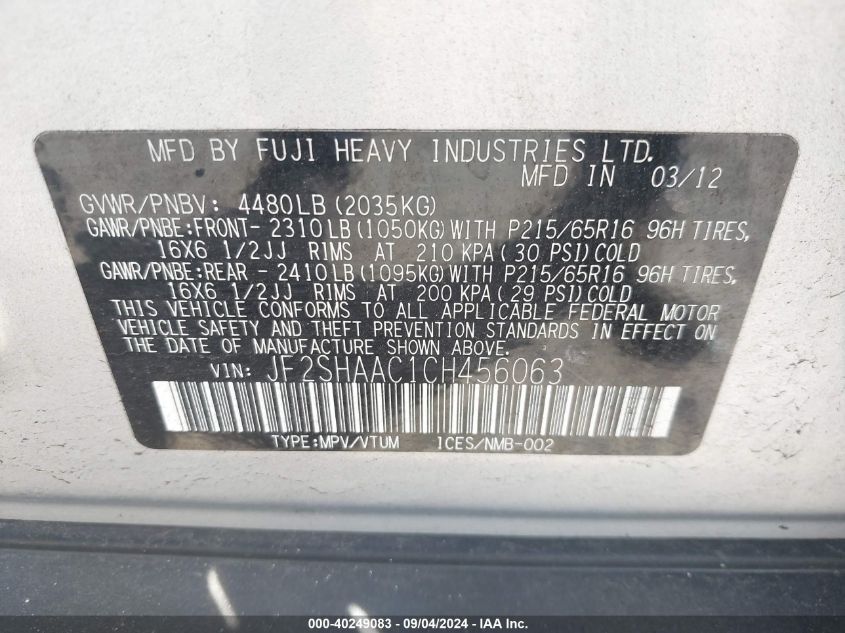 MFD BY FUJI HEAVY INDUSTRIES LTD.
MFD IN 03/12
GVWR/PNBV: 4480LB(2035KG)
GAWR/PNBE:FRONT- 2310LB(1050KG)WITH P215/65R16 96H TIRES,
16X6 1/2JJ RIMS AT 210 KPA(30 PSI)COLD
GAWR/PNBE:REAR - 2410LB(1095KG)WITH P215/65R16 96H TIRES,
16X6 1/2JJ RIMS AT 200 KPA(29 PSI)COLD
THIS VEHICLE CONFORMS TO ALL APPLICABLE FEDERAL MOTOR
VEHICLE SAFETY AND THEFT PREVENTION STANDARDS IN EFFECT ON
THE DATE OF MANUFACTURE SHOWN ABOVE.
VIN: JF2SHAAC1CH456063
TYPE:MPV/VTUM ICES/NMB-002
000-40249083 - 09/04/2024 - IAA Inc.